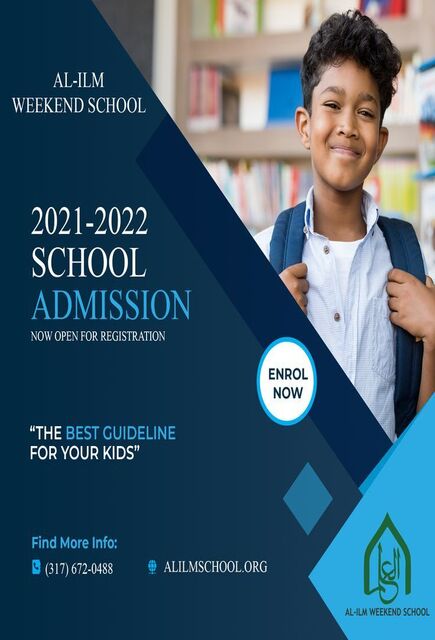 AL-ILM
WEEKEND SCHOOL
2021-2022
SCHOOL
ADMISSION
NOW OPEN FOR REGISTRATION
ENROL
NOW
“THE BEST GUIDELINE
FOR YOUR KIDS”
Find More Info:
(317) 672-0488
ALILMSCHOOL.ORG
AL-ILM WEEKEND SCHOOL